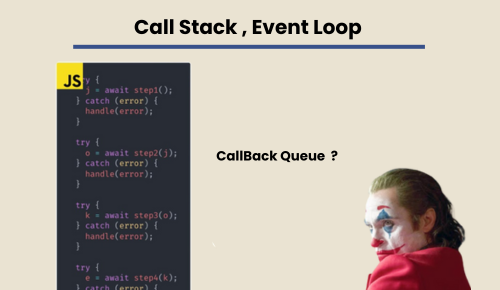 Call Stack , Event Loop
JS
ry {
j = await step1();
} catch (error) {
handle(error);
}
try {
o = await step2(j);
} catch (error) {
handle(error);
}
try {
k = await step3(o);
} catch (error) {
handle(error);
}
try {
e = await step4(k);
} catch (error) {
CallBack Queue ?